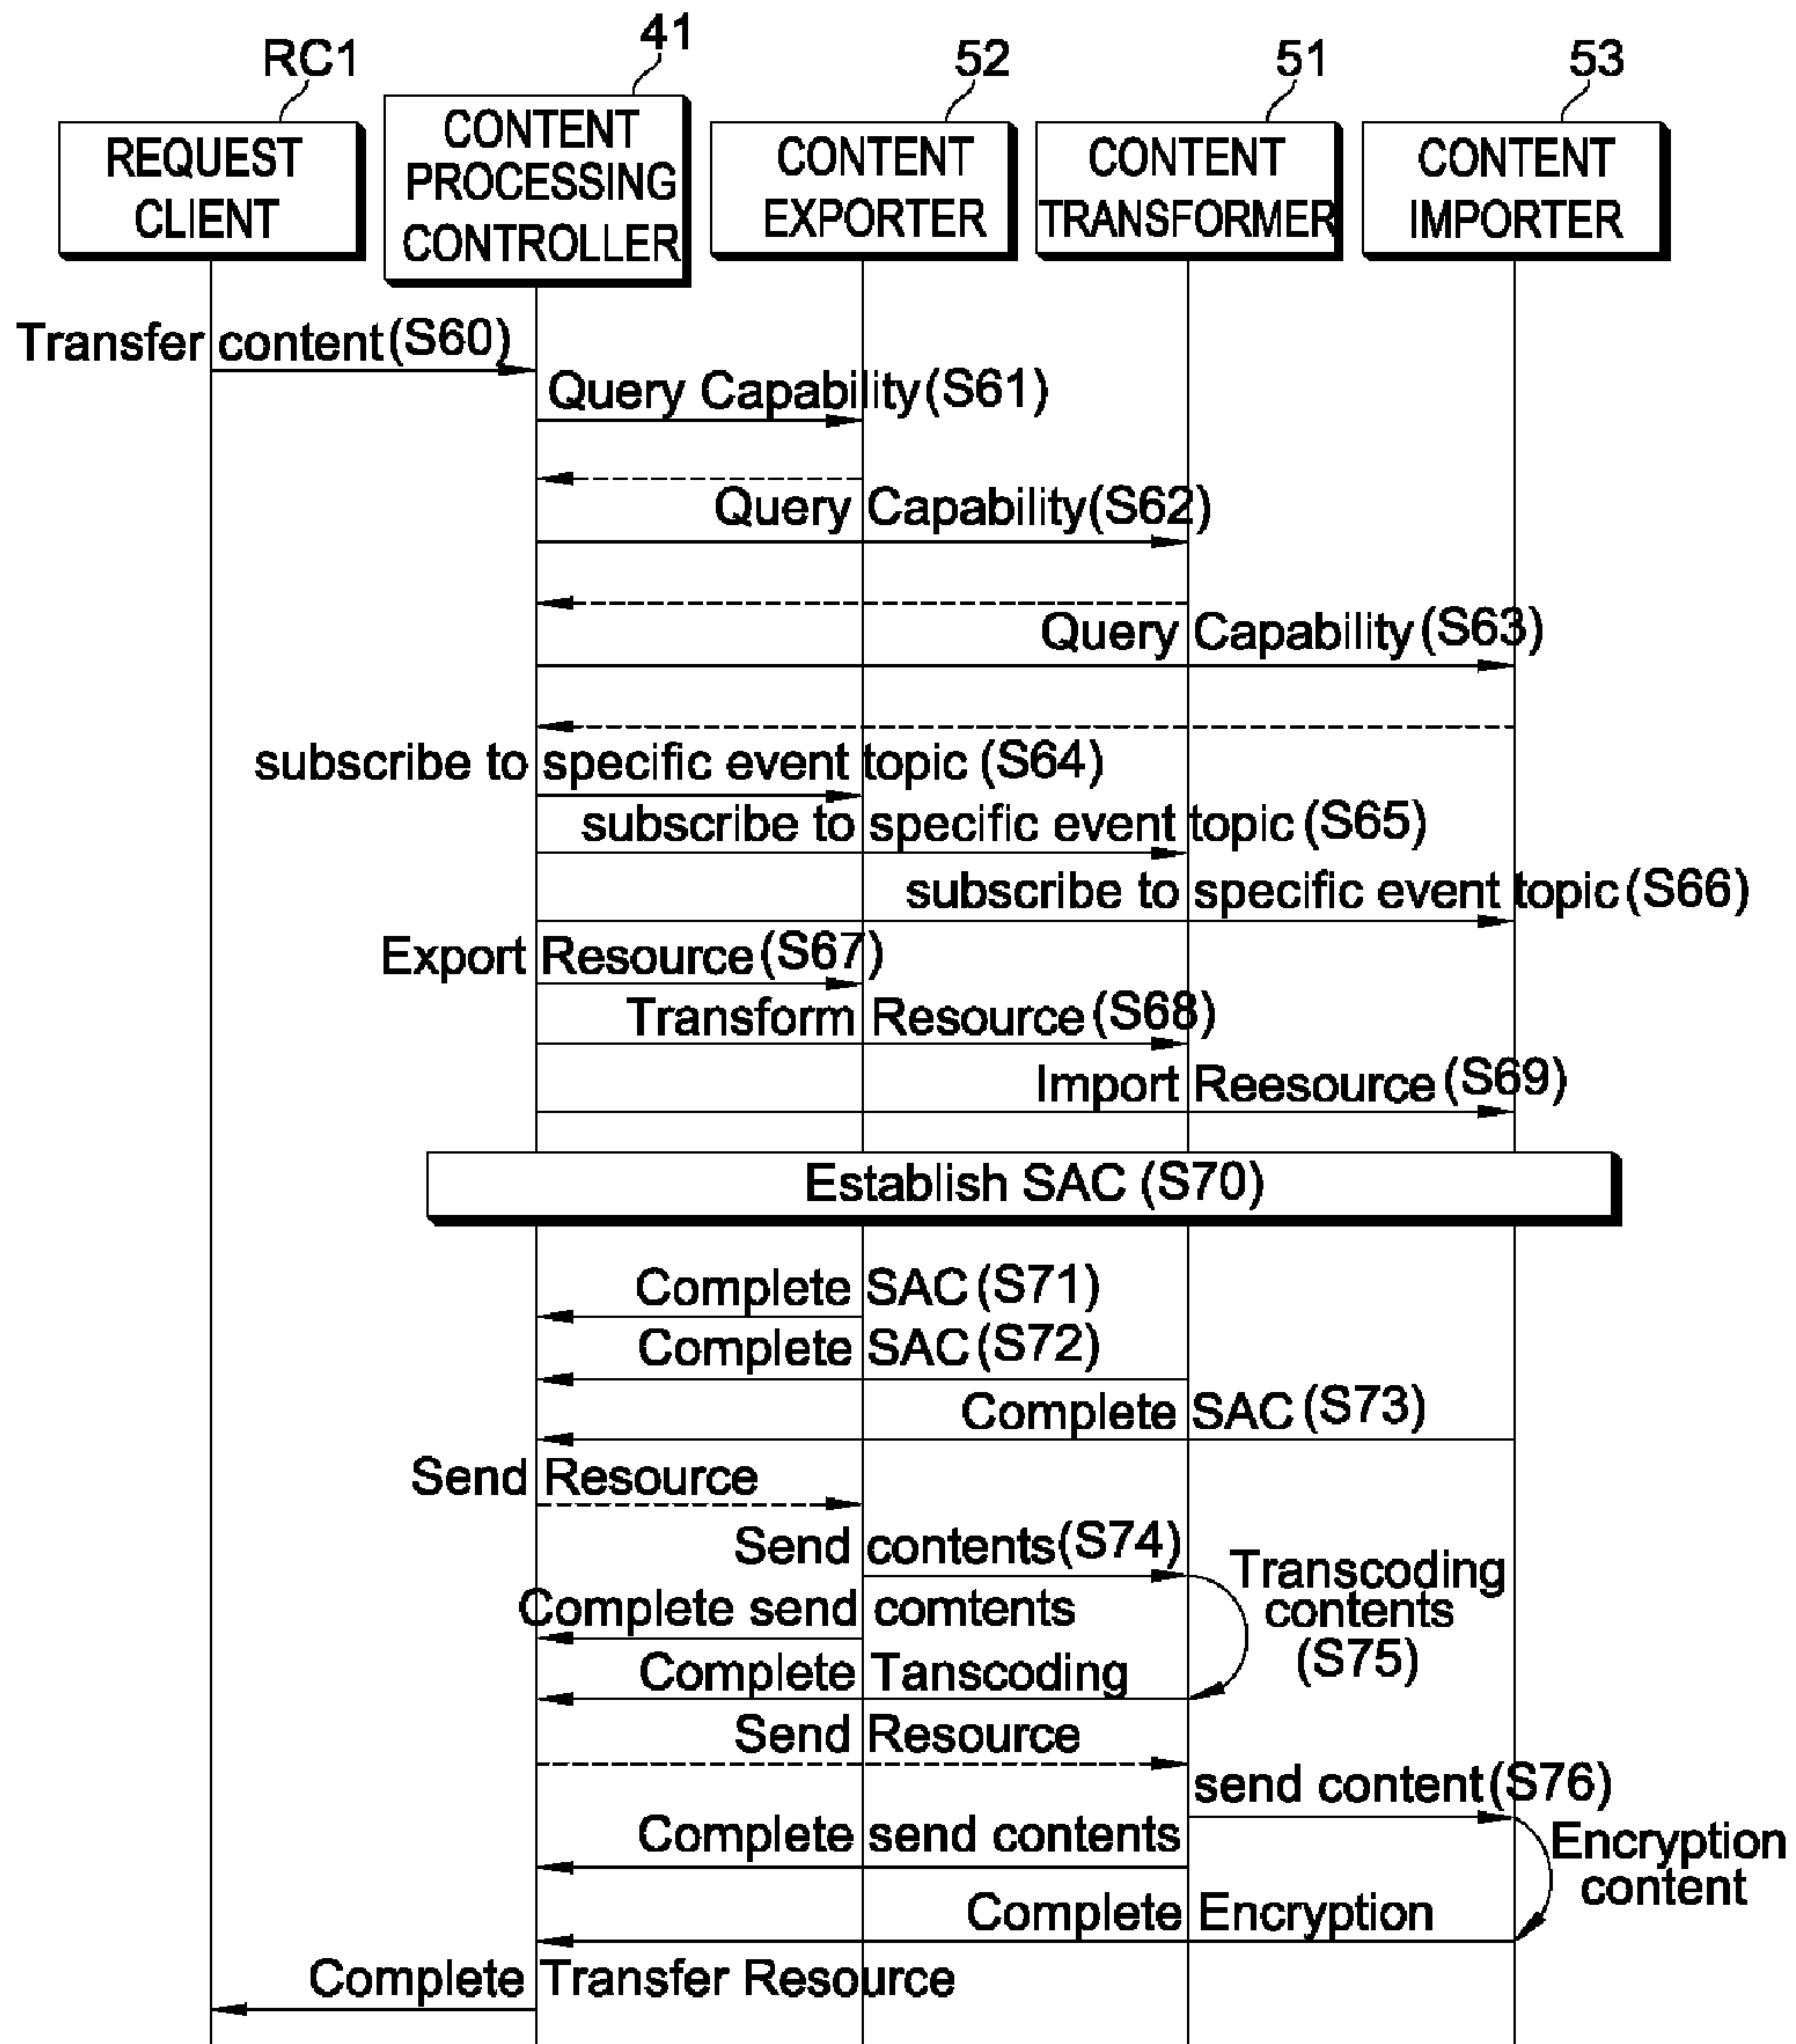 RC1
41
52
51
53
REQUEST
CLIENT
CONTENT
PROCESSING
CONTROLLER
CONTENT
EXPORTER
CONTENT
TRANSFORMER
CONTENT
IMPORTER
Transfer content(S60)
Query Capability(S61)
Query Capability(S62)
Query Capability(S63)
subscribe to specific event topic (S64)
subscribe to specific event topic (S65)
subscribe to specific event topic (S66)
Export Resource(S67)
Transform Resource(S68)
Import Reesource(S69)
Establish SAC (S70)
Complete SAC(S71)
Complete SAC(S72)
Complete SAC(S73)
Send Resource
Send contents(S74)
Transcoding
contents
(S75)
Complete send comtents
Complete Tanscoding
Send Resource
send content(S76)
Complete send contents
Encryption
content
Complete Encryption
Complete Transfer Resource